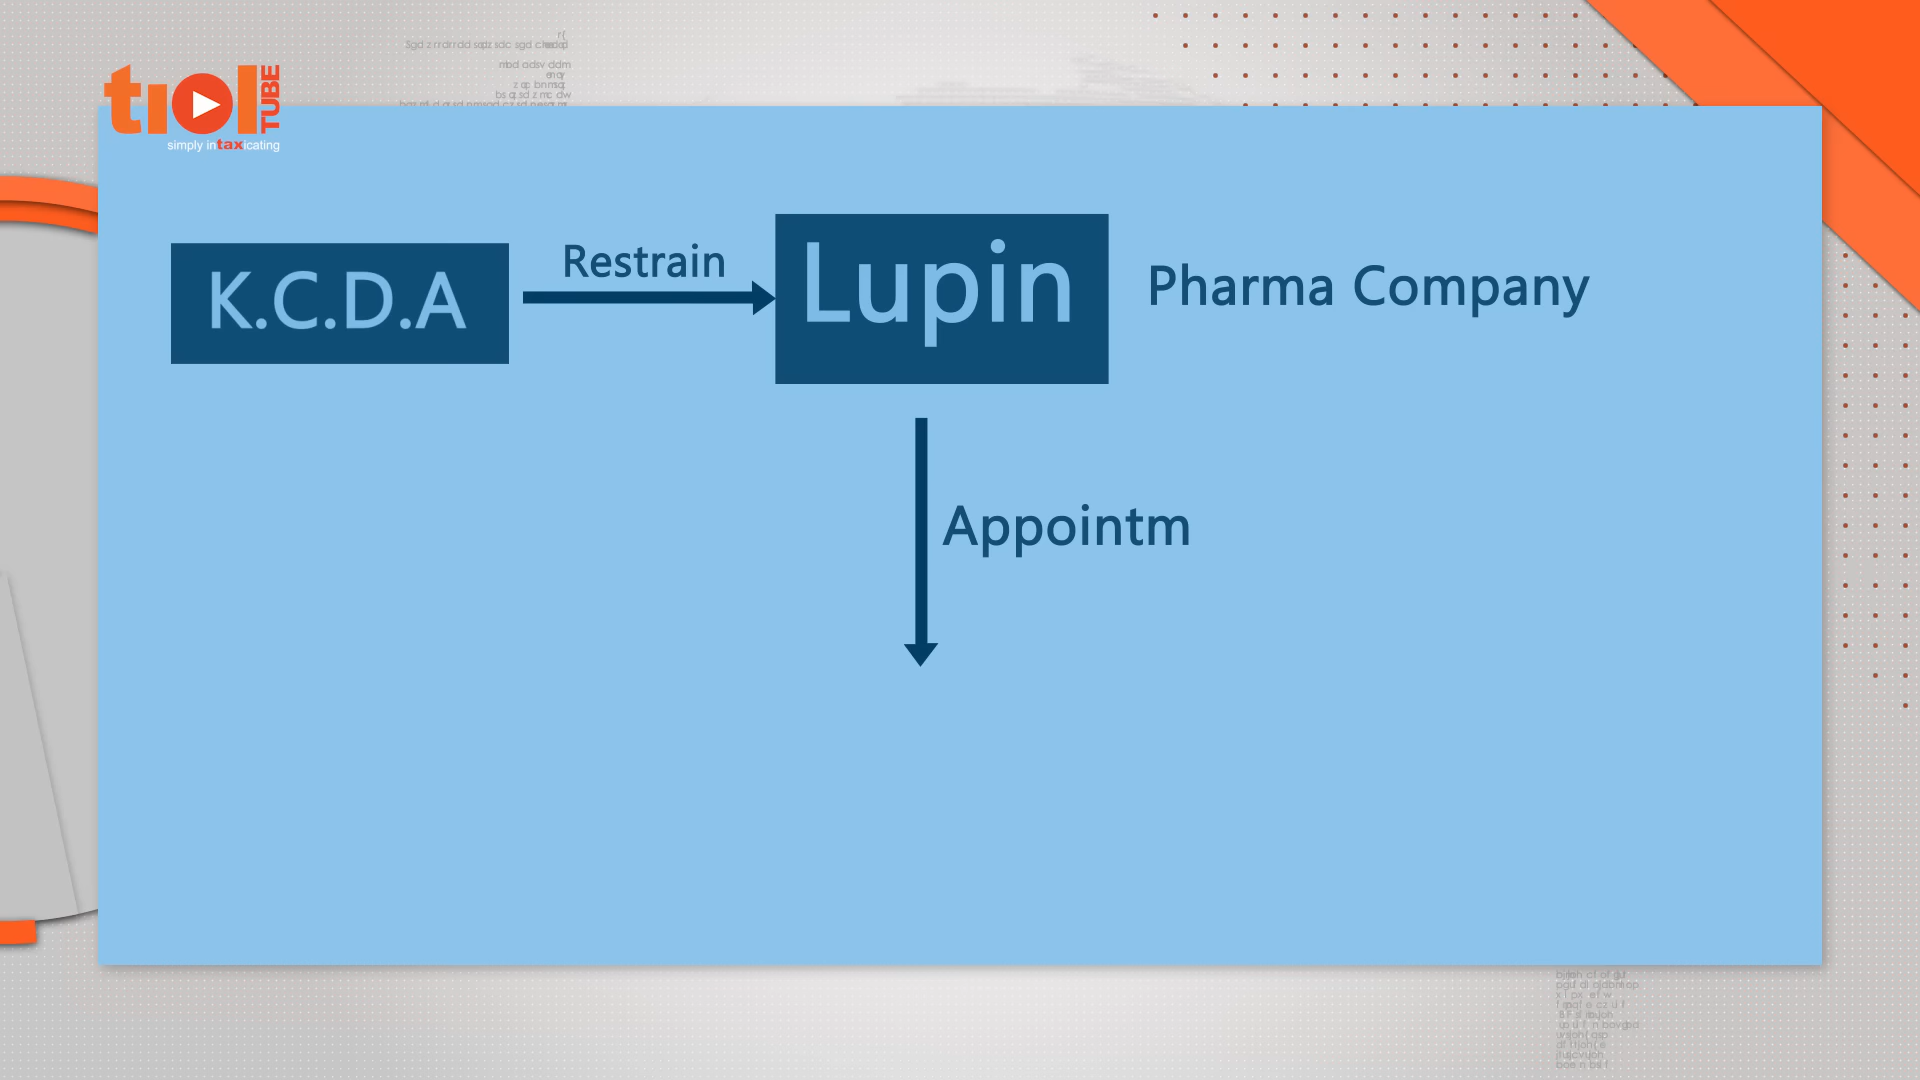 tiol TUBE
simply intaxicating
K.C.D.A
Restrain
Lupin
Pharma Company
Appointm